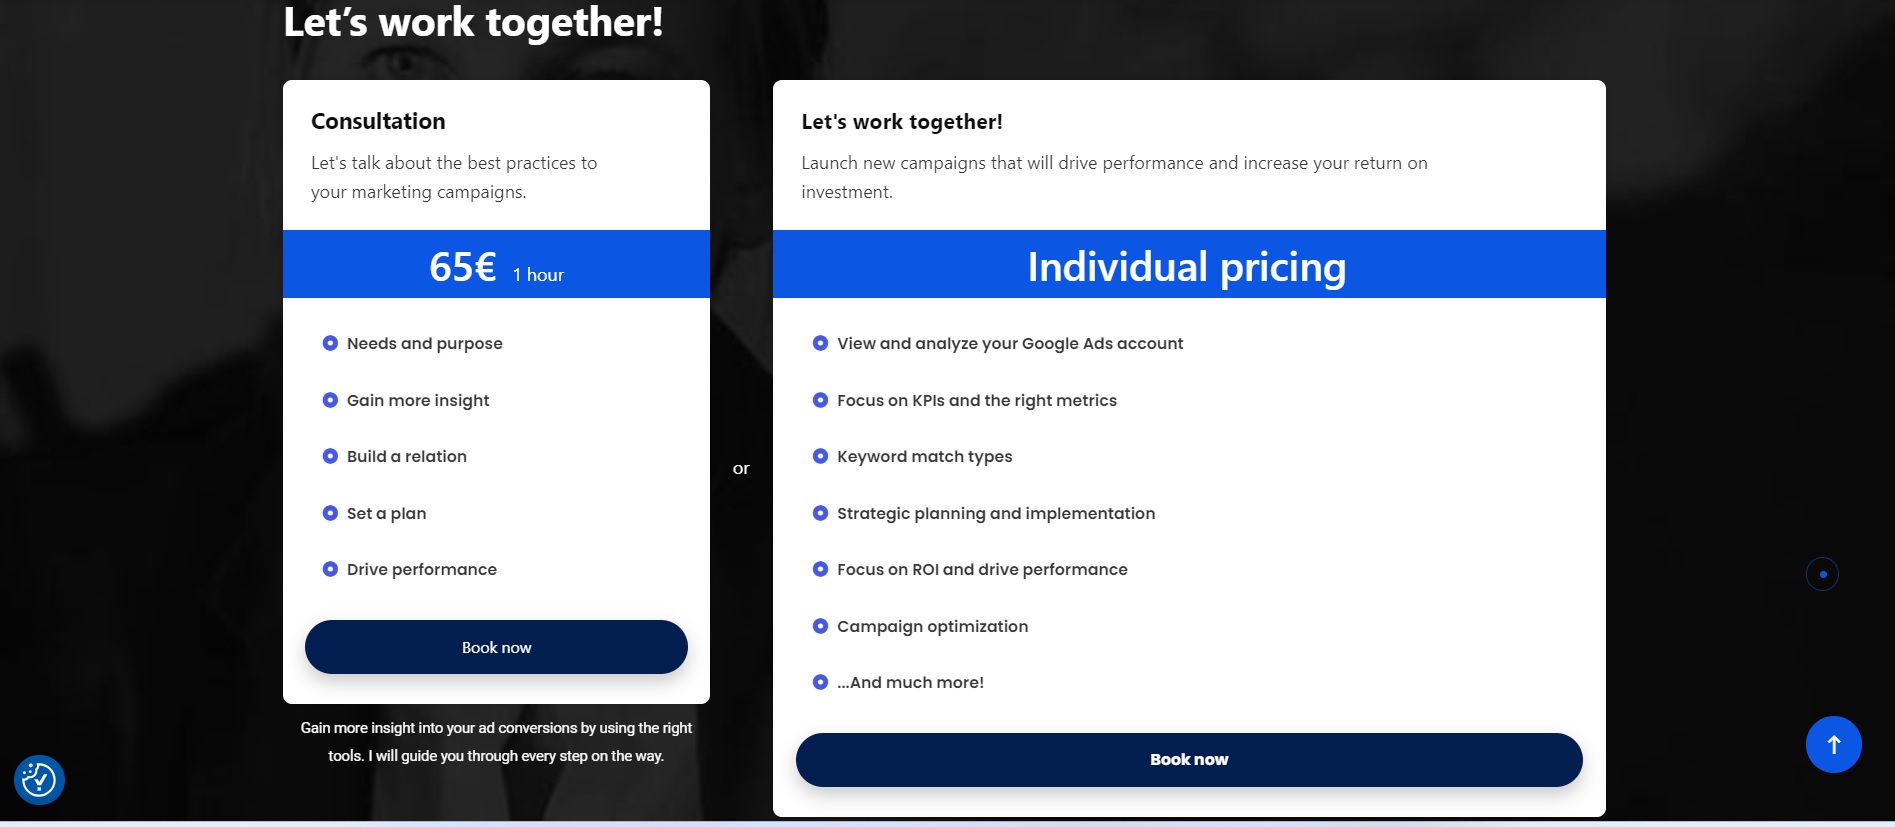 Let’s work together!
Consultation
Let's talk about the best practices to
your marketing campaigns.
65€ 1 hour
Needs and purpose
Gain more insight
Build a relation
Set a plan
Drive performance
Book now
Gain more insight into your ad conversions by using the right
tools. I will guide you through every step on the way.
or
Let's work together!
Launch new campaigns that will drive performance and increase your return on
investment.
Individual pricing
View and analyze your Google Ads account
Focus on KPIs and the right metrics
Keyword match types
Strategic planning and implementation
Focus on ROI and drive performance
Campaign optimization
...And much more!
Book now